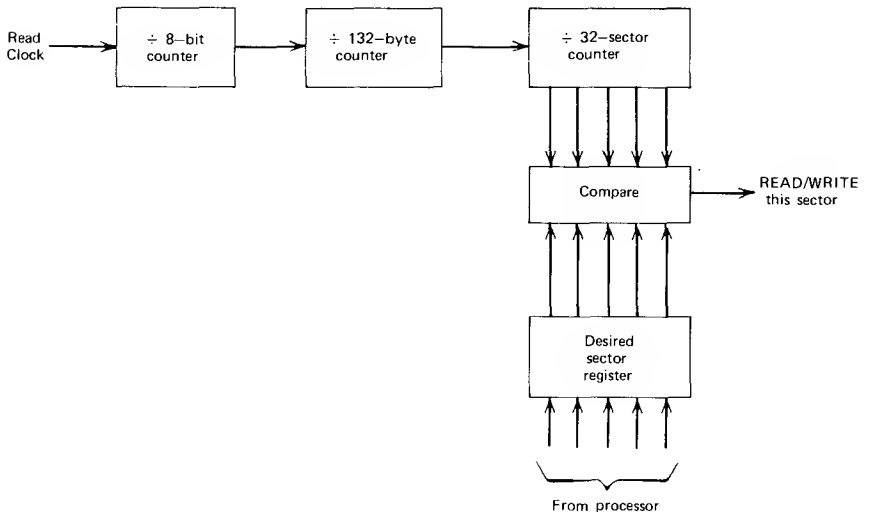 Read
Clock
÷ 8–bit
counter
÷ 132–byte
counter
÷ 32–sector
counter
Compare
READ/WRITE
this sector
Desired
sector
register
From processor